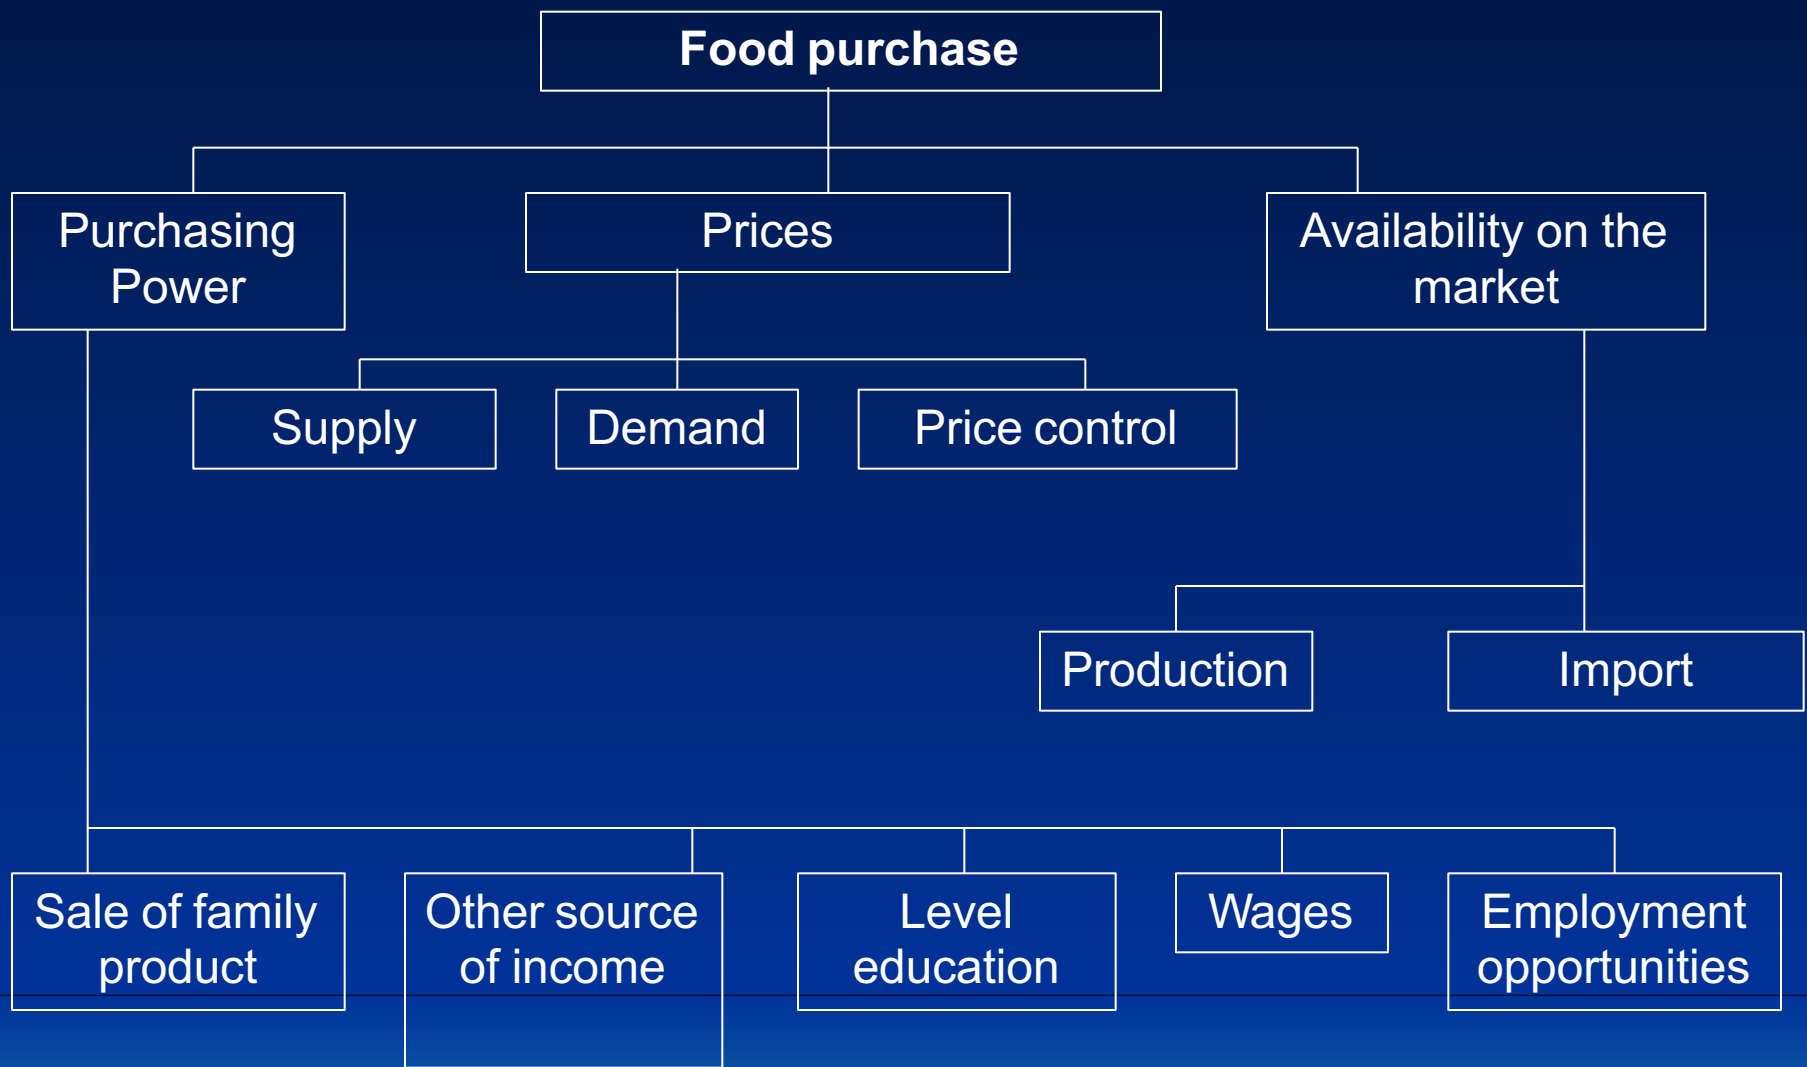 Food purchase
Purchasing
Power
Prices
Availability on the
market
Supply
Demand
Price control
Production
Import
Sale of family
product
Other source
of income
Level
education
Wages
Employment
opportunities